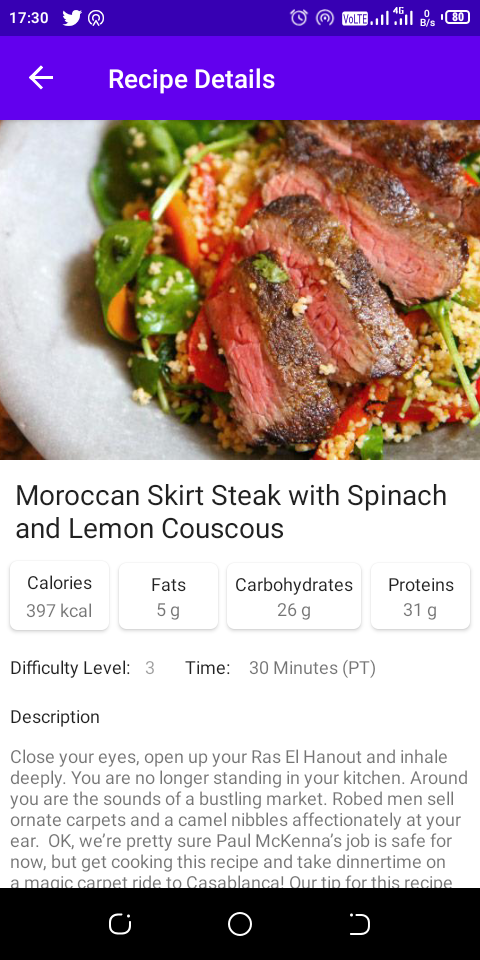 17:30 VoLTE 4G 0 B/s 80
Recipe Details
Moroccan Skirt Steak with Spinach
and Lemon Couscous
Calories Fats Carbohydrates Proteins
397 kcal 5 g 26 g 31 g
Difficulty Level: 3 Time: 30 Minutes (PT)
Description
Close your eyes, open up your Ras El Hanout and inhale
deeply. You are no longer standing in your kitchen. Around
you are the sounds of a bustling market. Robed men sell
ornate carpets and a camel nibbles affectionately at your
ear.  OK, we’re pretty sure Paul McKenna’s job is safe for
now, but get cooking this recipe and take dinnertime on
a magic carpet ride to Casablanca! Our tip for this recipe